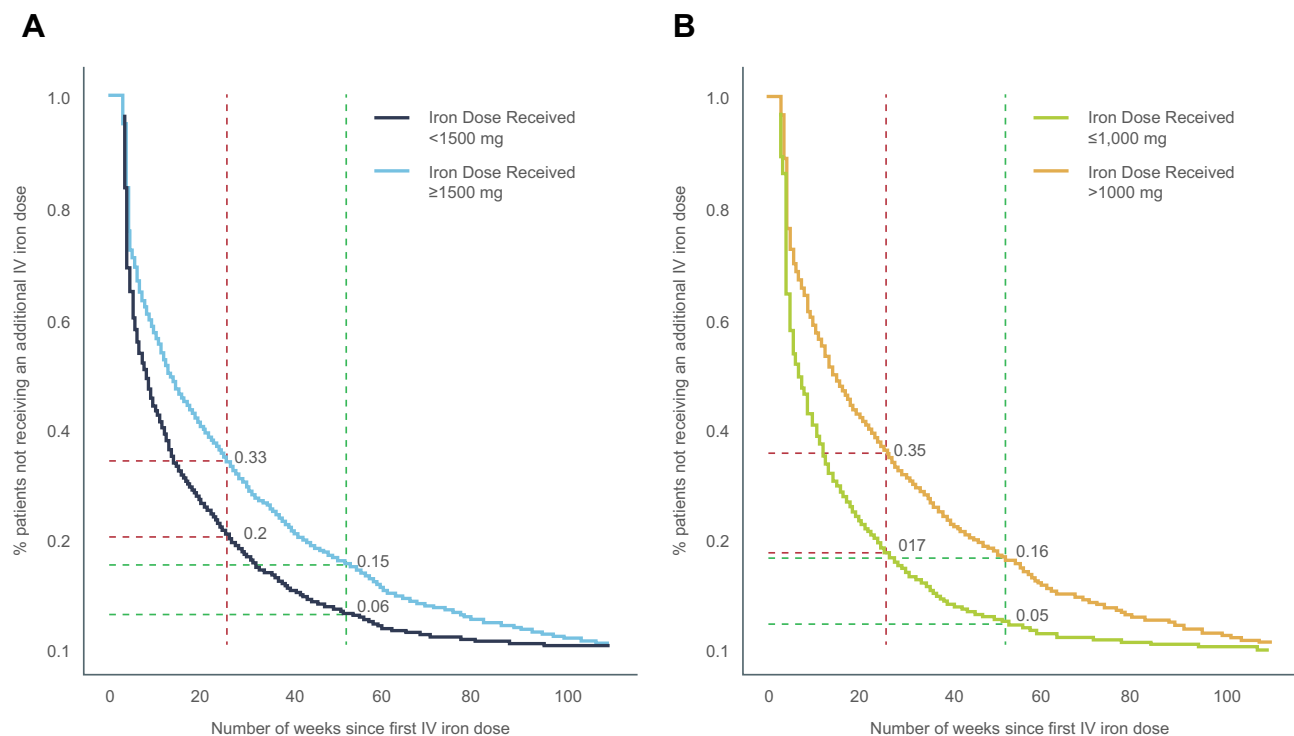 A
% patients not receiving an additional IV iron dose
1.0
0.8
0.6
0.4
0.2
0.1
Iron Dose Received
<1500 mg
Iron Dose Received
≥1500 mg
0.33
0.2
0.15
0.06
0 20 40 60 80 100
Number of weeks since first IV iron dose
B
% patients not receiving an additional IV iron dose
1.0
0.8
0.6
0.4
0.2
0.1
Iron Dose Received
≤1,000 mg
Iron Dose Received
>1000 mg
0.35
017
0.16
0.05
0 20 40 60 80 100
Number of weeks since first IV iron dose